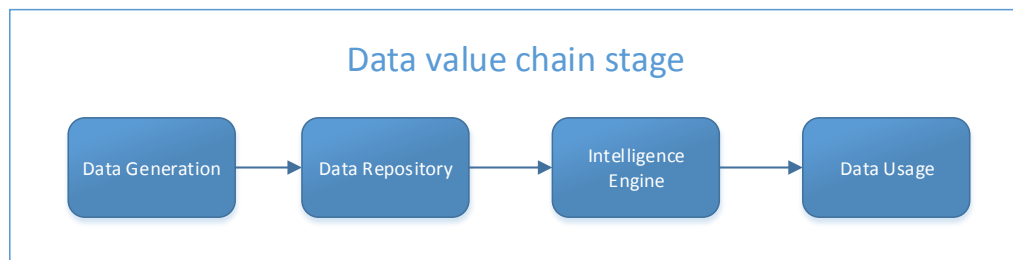 Data value chain stage
Data Generation
Data Repository
Intelligence
Engine
Data Usage